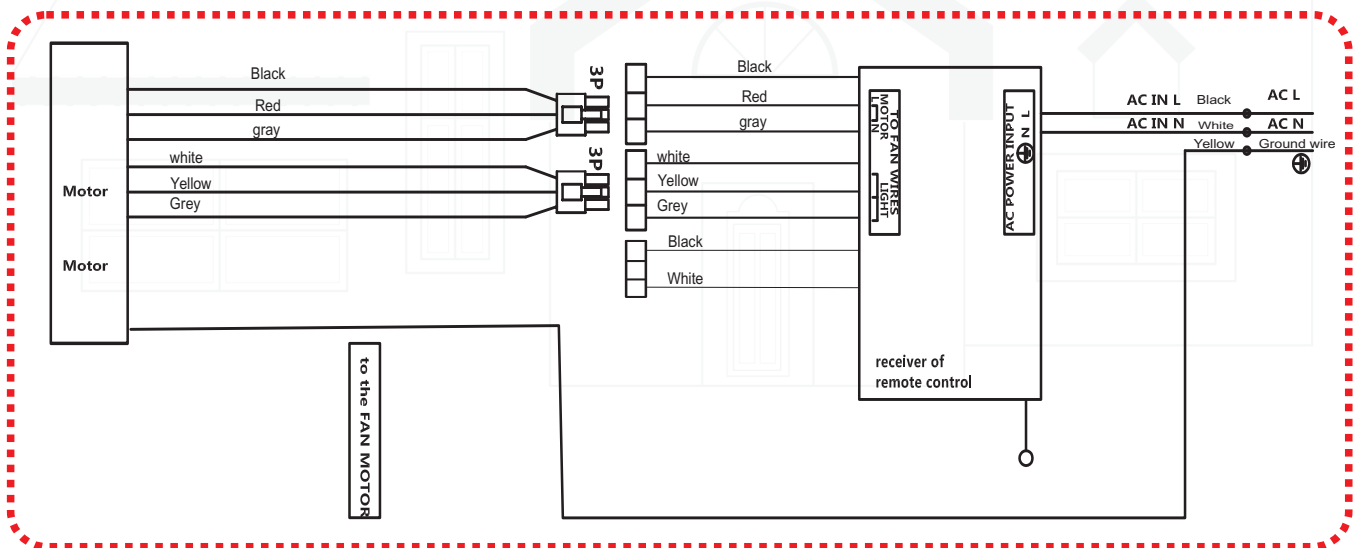 Black
Red
gray
white
Yellow
Grey
Motor
Motor
3P
3P
to the FAN MOTOR
Black
Red
gray
white
Yellow
Grey
Black
White
TO FAN WIRES
MOTOR
L N
LIGHT
AC POWER INPUT
N L
receiver of
remote control
AC IN L Black AC L
AC IN N White AC N
Yellow Ground wire